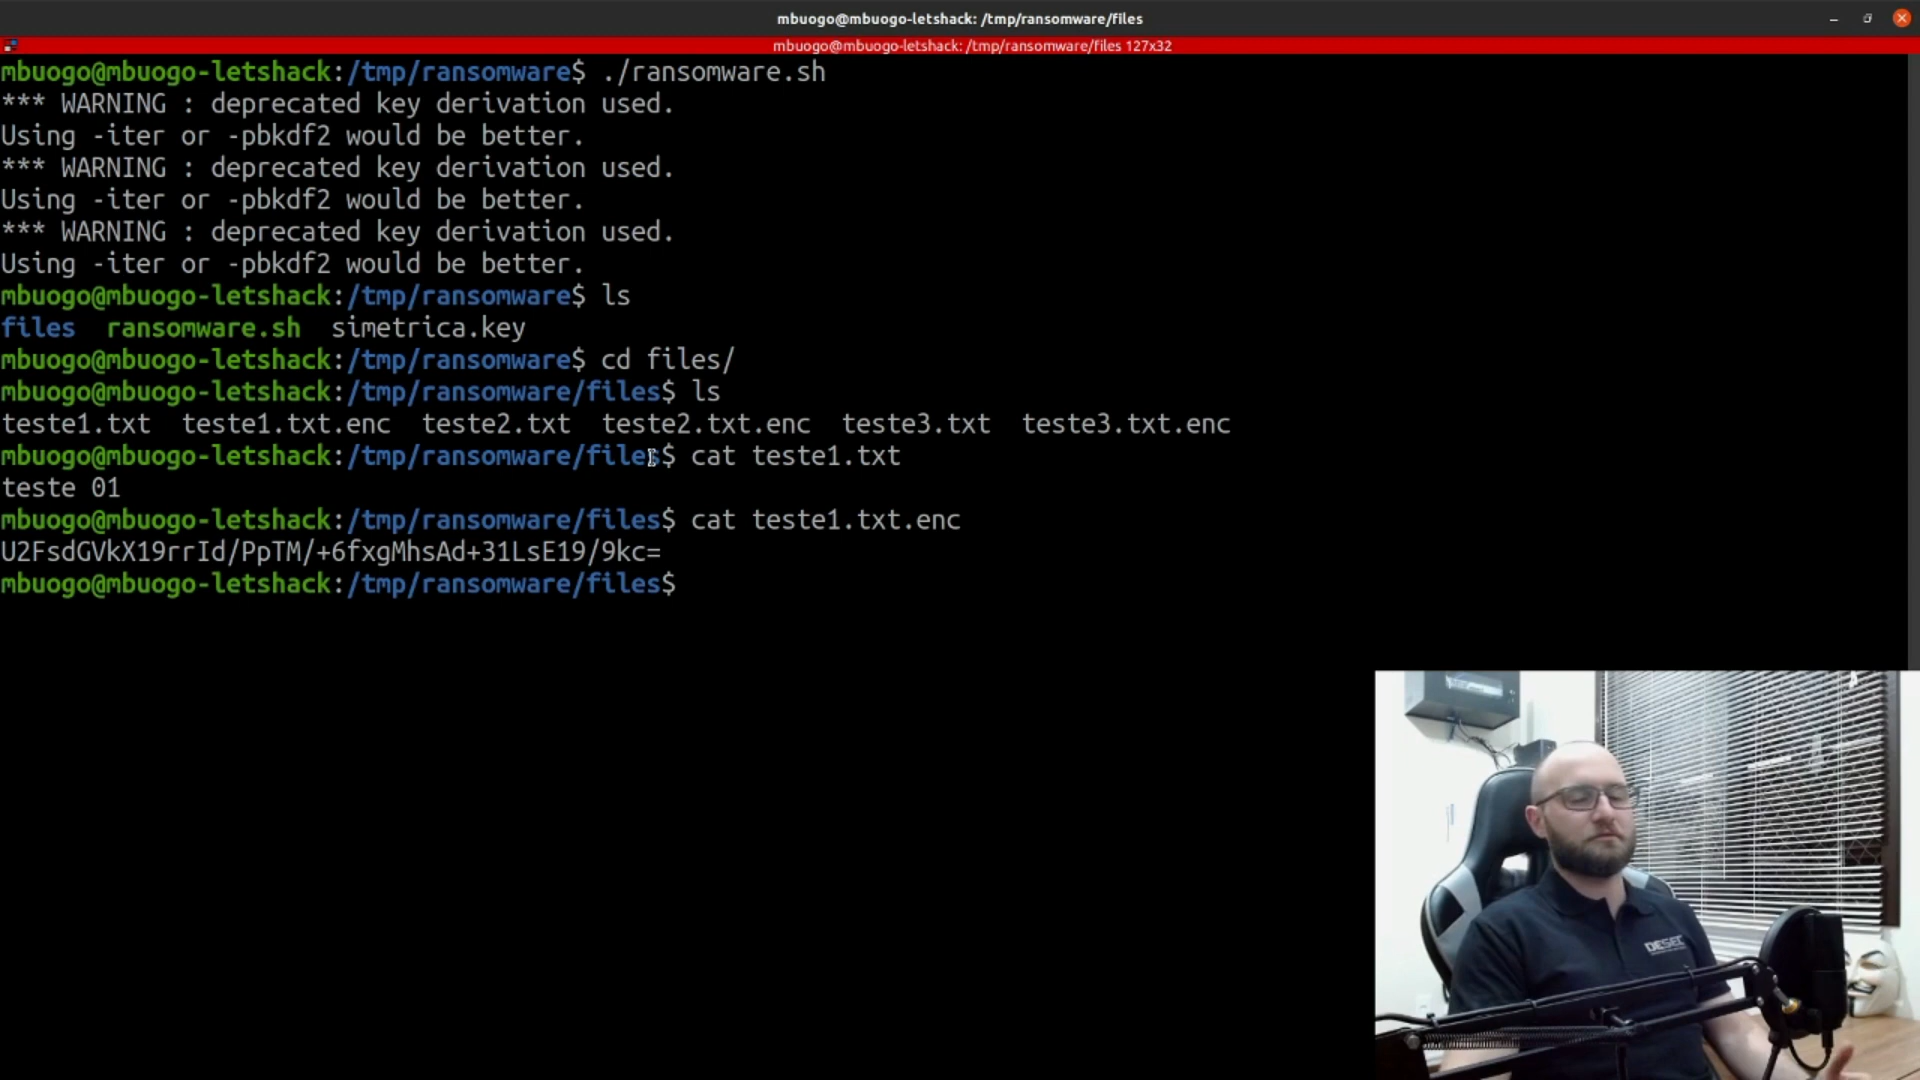 mbuogo@mbuogo-letshack: /tmp/ransomware/files
mbuogo@mbuogo-letshack: /tmp/ransomware/files 127x32
mbuogo@mbuogo-letshack:/tmp/ransomware$ ./ransomware.sh
*** WARNING : deprecated key derivation used.
Using -iter or -pbkdf2 would be better.
*** WARNING : deprecated key derivation used.
Using -iter or -pbkdf2 would be better.
*** WARNING : deprecated key derivation used.
Using -iter or -pbkdf2 would be better.
mbuogo@mbuogo-letshack:/tmp/ransomware$ ls
files  ransomware.sh  simetrica.key
mbuogo@mbuogo-letshack:/tmp/ransomware$ cd files/
mbuogo@mbuogo-letshack:/tmp/ransomware/files$ ls
teste1.txt  teste1.txt.enc  teste2.txt  teste2.txt.enc  teste3.txt  teste3.txt.enc
mbuogo@mbuogo-letshack:/tmp/ransomware/files$ cat teste1.txt
teste 01
mbuogo@mbuogo-letshack:/tmp/ransomware/files$ cat teste1.txt.enc
U2FsdGVkX19rrId/PpTM/+6fxgMhsAd+31LsE19/9kc=
mbuogo@mbuogo-letshack:/tmp/ransomware/files$
DESEC